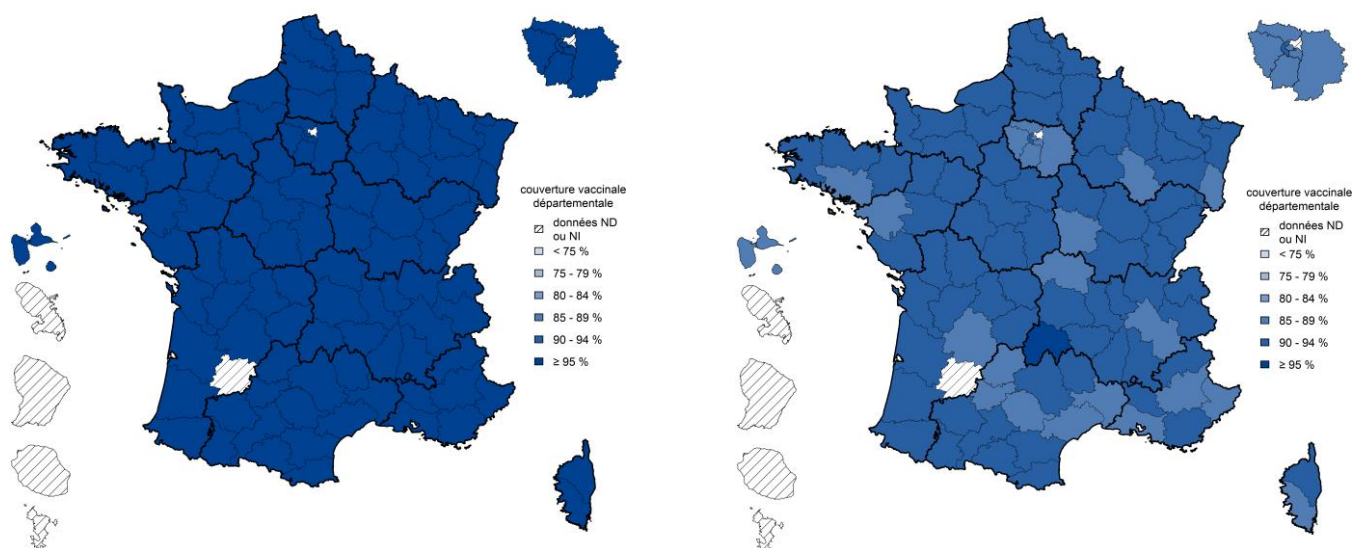 couverture vaccinale
départementale
données ND
ou NI
< 75 %
75 - 79 %
80 - 84 %
85 - 89 %
90 - 94 %
≥ 95 %
couverture vaccinale
départementale
données ND
ou NI
< 75 %
75 - 79 %
80 - 84 %
85 - 89 %
90 - 94 %
≥ 95 %